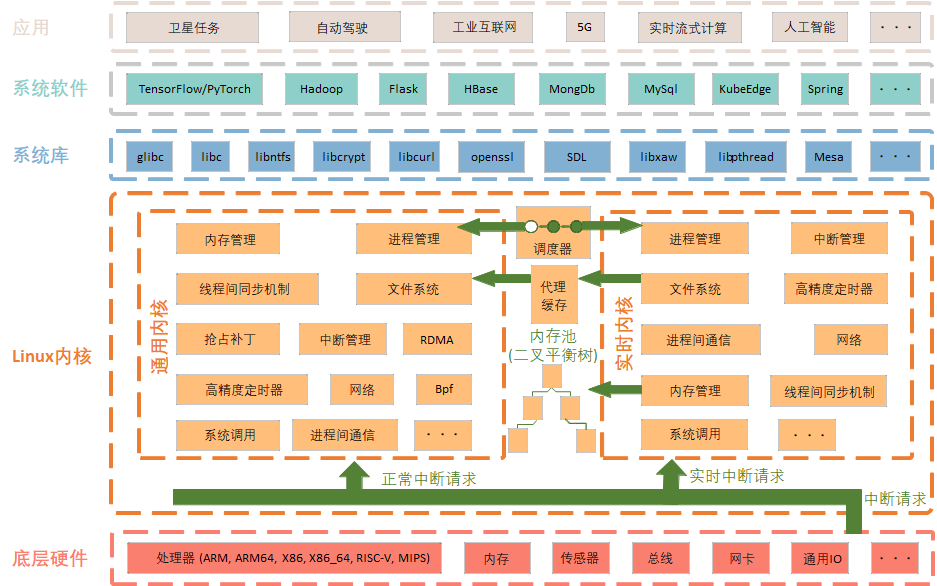 应用
卫星任务
自动驾驶
工业互联网
5G
实时流式计算
人工智能
· · ·
系统软件
TensorFlow/PyTorch
Hadoop
Flask
HBase
MongDb
MySql
KubeEdge
Spring
· · ·
系统库
glibc
libc
libntfs
libcrypt
libcurl
openssl
SDL
libxaw
libpthread
Mesa
· · ·
Linux内核
通用内核
内存管理
进程管理
线程间同步机制
文件系统
抢占补丁
中断管理
RDMA
高精度定时器
网络
Bpf
系统调用
进程间通信
· · ·
调度器
代理
缓存
内存池
(二叉平衡树)
实时内核
进程管理
中断管理
文件系统
高精度定时器
进程间通信
网络
内存管理
线程间同步机制
系统调用
· · ·
正常中断请求
实时中断请求
中断请求
底层硬件
处理器 (ARM, ARM64, X86, X86_64, RISC-V, MIPS)
内存
传感器
总线
网卡
通用IO
· · ·